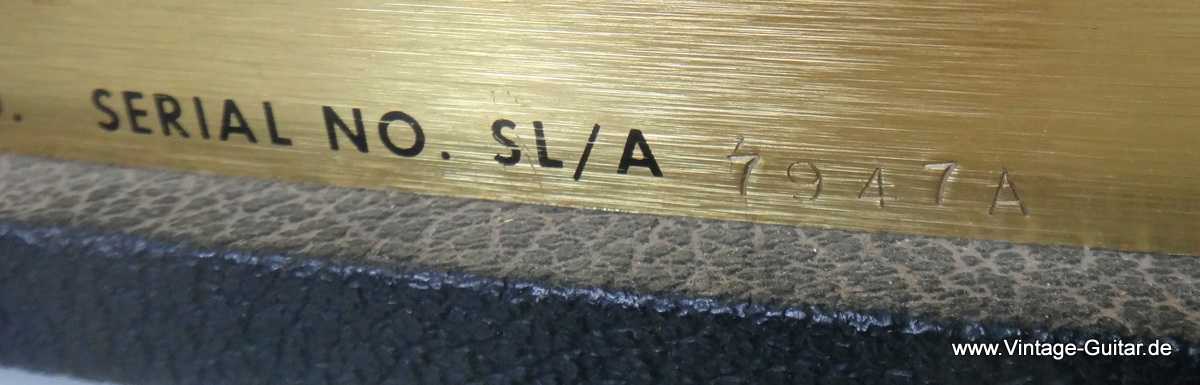 . SERIAL NO. SL/A 7947A
www.Vintage-Guitar.de